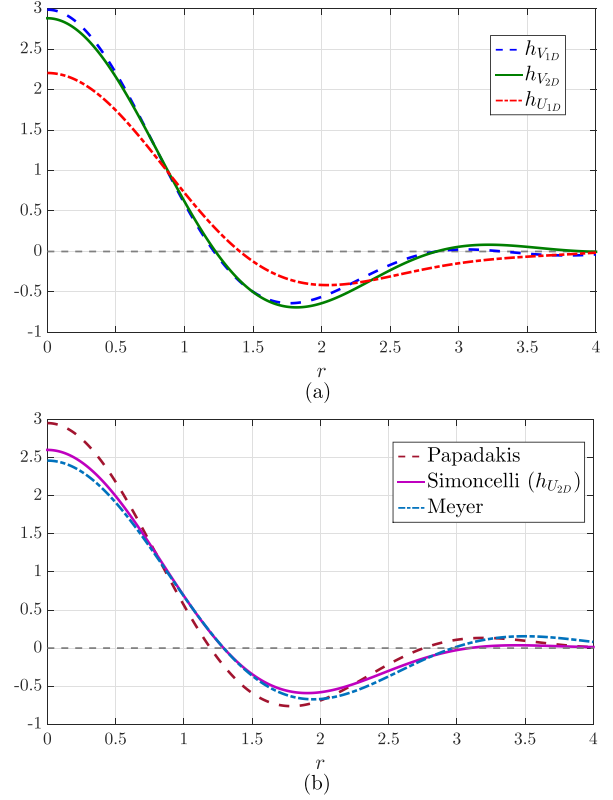 3
2.5
2
1.5
1
0.5
0
-0.5
-1
0 0.5 1 1.5 2 2.5 3 3.5 4
h_{V_{1D}}
h_{V_{2D}}
h_{U_{1D}}
r
(a)
3
2.5
2
1.5
1
0.5
0
-0.5
-1
0 0.5 1 1.5 2 2.5 3 3.5 4
Papadakis
Simoncelli (h_{U_{2D}})
Meyer
r
(b)